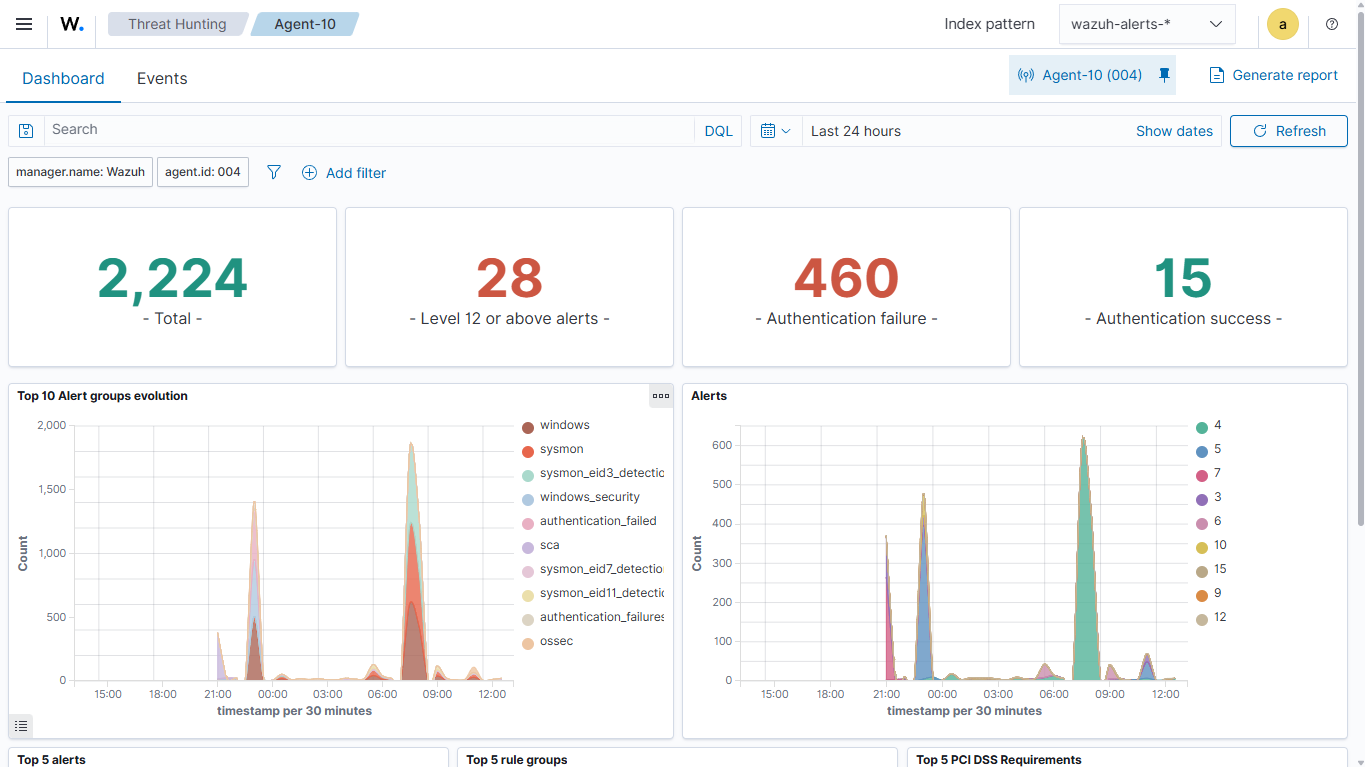 W. Threat Hunting Agent-10 Index pattern wazuh-alerts-* a
Dashboard Events Agent-10 (004) Generate report
Search DQL Last 24 hours Show dates Refresh
manager.name: Wazuh agent.id: 004 Add filter
2,224 28 460 15
- Total - - Level 12 or above alerts - - Authentication failure - - Authentication success -
Top 10 Alert groups evolution
2,000
1,500
1,000
500
0
Count
15:00 18:00 21:00 00:00 03:00 06:00 09:00 12:00
timestamp per 30 minutes
windows
sysmon
sysmon_eid3_detectic
windows_security
authentication_failed
sca
sysmon_eid7_detectio
sysmon_eid11_detectic
authentication_failures
ossec
Alerts
600
500
400
300
200
100
0
Count
15:00 18:00 21:00 00:00 03:00 06:00 09:00 12:00
timestamp per 30 minutes
4
5
7
3
6
10
15
9
12
Top 5 alerts Top 5 rule groups Top 5 PCI DSS Requirements